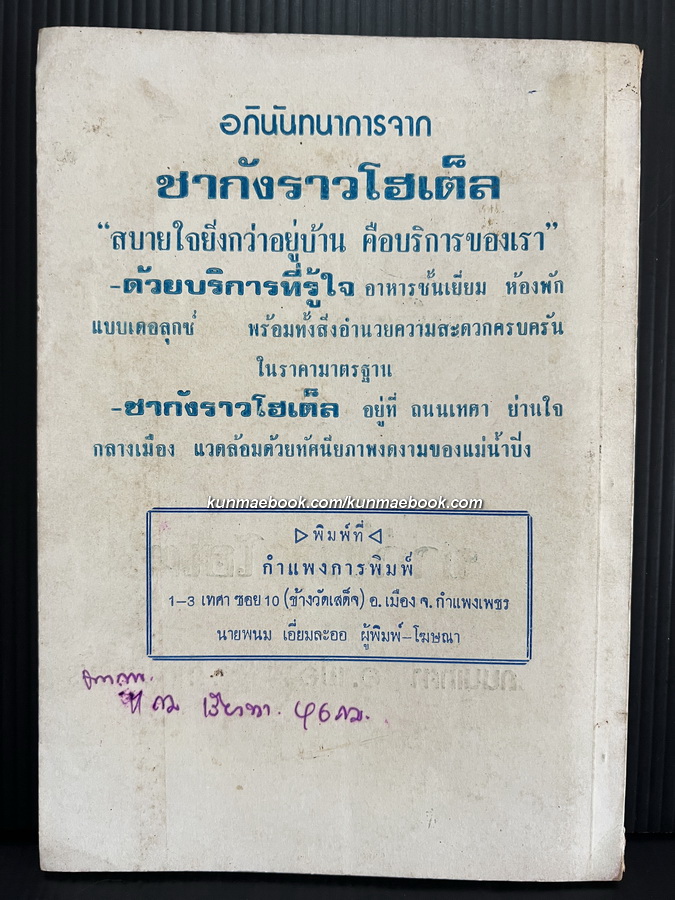 อภินันทนาการจาก
ชากังราวโฮเต็ล
“สบายใจยิ่งกว่าอยู่บ้าน คือบริการของเรา”
-ด้วยบริการที่รู้ใจ อาหารชั้นเยี่ยม ห้องพัก
แบบเดอลุกซ์ พร้อมทั้งสิ่งอำนวยความสะดวกครบครัน
ในราคามาตรฐาน
-ชากังราวโฮเต็ล อยู่ที่ ถนนเทศา ย่านใจ
กลางเมือง แวดล้อมด้วยทัศนียภาพงดงามของแม่น้ำปิง
kunmaebook.com/kunmaebook.com
▷ พิมพ์ที่ ◁
กำแพงการพิมพ์
1-3 เทศา ซอย 10 (ข้างวัดเสด็จ) อ. เมือง จ. กำแพงเพชร
นายพนม เอี่ยมละออ ผู้พิมพ์-โฆษณา